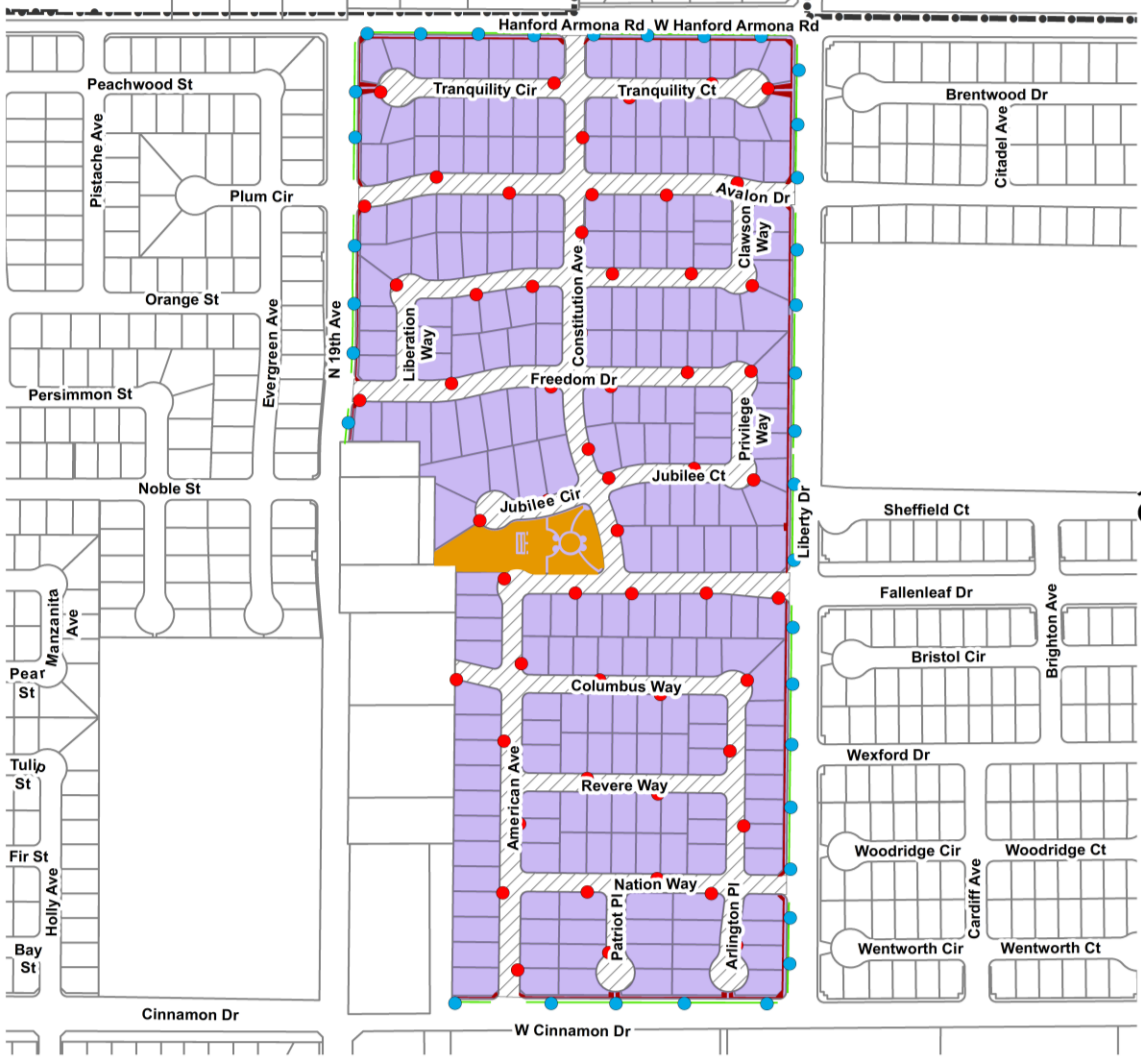 Hanford Armona Rd
W Hanford Armona Rd
Peachwood St
Tranquility Cir
Tranquility Ct
Brentwood Dr
Pistache Ave
Citadel Ave
Plum Cir
Avalon Dr
Clawson
Way
Orange St
Constitution Ave
Evergreen Ave
N 19th Ave
Liberation
Way
Freedom Dr
Persimmon St
Privilege
Way
Noble St
Jubilee Cir
Jubilee Ct
Liberty Dr
Sheffield Ct
Fallenleaf Dr
Manzanita
Ave
Brighton Ave
Bristol Cir
Pear
St
Columbus Way
Wexford Dr
Tulip
St
American Ave
Revere Way
Fir St
Woodridge Cir
Woodridge Ct
Holly Ave
Nation Way
Cardiff Ave
Patriot Pl
Arlington Pl
Bay
St
Wentworth Cir
Wentworth Ct
Cinnamon Dr
W Cinnamon Dr